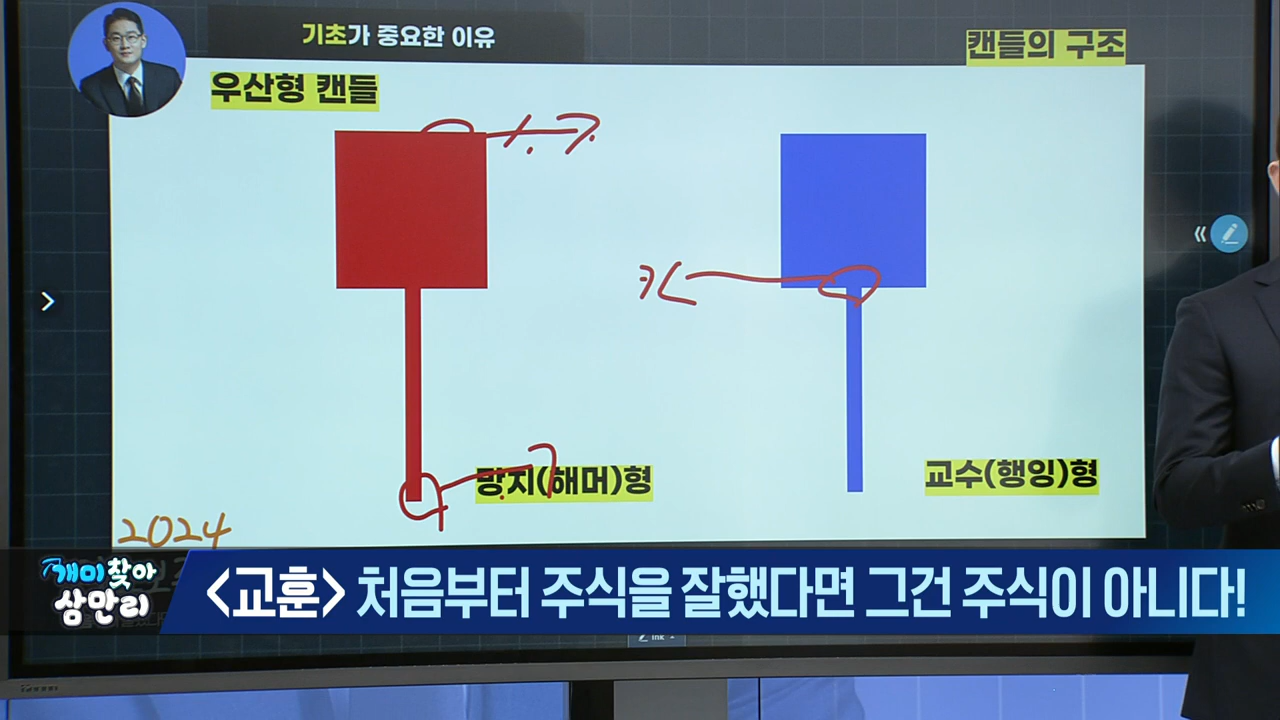 기초가 중요한 이유
캔들의 구조
우산형 캔들
망치(해머)형
교수(행잉)형
2024
개미찾아
삼만리
<교훈> 처음부터 주식을 잘했다면 그건 주식이 아니다!